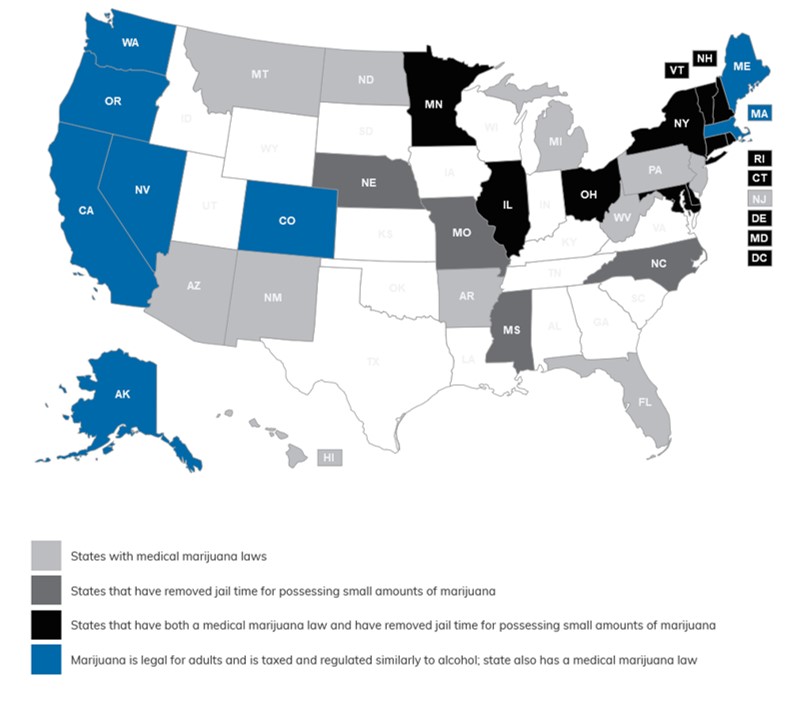 WA
OR
CA
NV
ID
MT
WY
UT
CO
AZ
NM
ND
SD
NE
KS
OK
TX
MN
IA
MO
AR
LA
WI
IL
MS
MI
IN
KY
TN
AL
OH
WV
VA
NC
SC
GA
FL
PA
NY
VT
NH
ME
MA
RI
CT
NJ
DE
MD
DC
AK
HI
States with medical marijuana laws
States that have removed jail time for possessing small amounts of marijuana
States that have both a medical marijuana law and have removed jail time for possessing small amounts of marijuana
Marijuana is legal for adults and is taxed and regulated similarly to alcohol; state also has a medical marijuana law